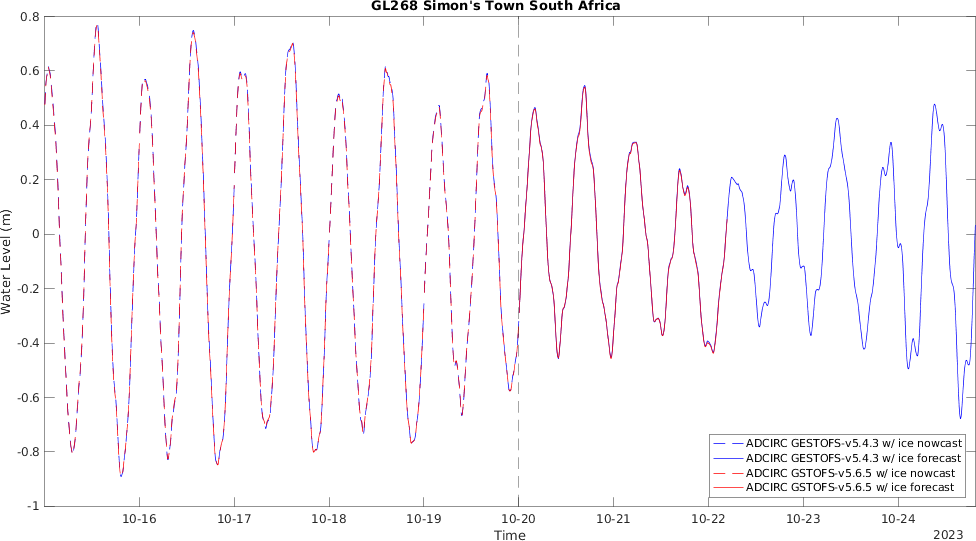 GL268 Simon's Town South Africa
Water Level (m)
0.8
0.6
0.4
0.2
0
-0.2
-0.4
-0.6
-0.8
-1
ADCIRC GESTOFS-v5.4.3 w/ ice nowcast
ADCIRC GESTOFS-v5.4.3 w/ ice forecast
ADCIRC GSTOFS-v5.6.5 w/ ice nowcast
ADCIRC GSTOFS-v5.6.5 w/ ice forecast
10-16 10-17 10-18 10-19 10-20 10-21 10-22 10-23 10-24
Time
2023